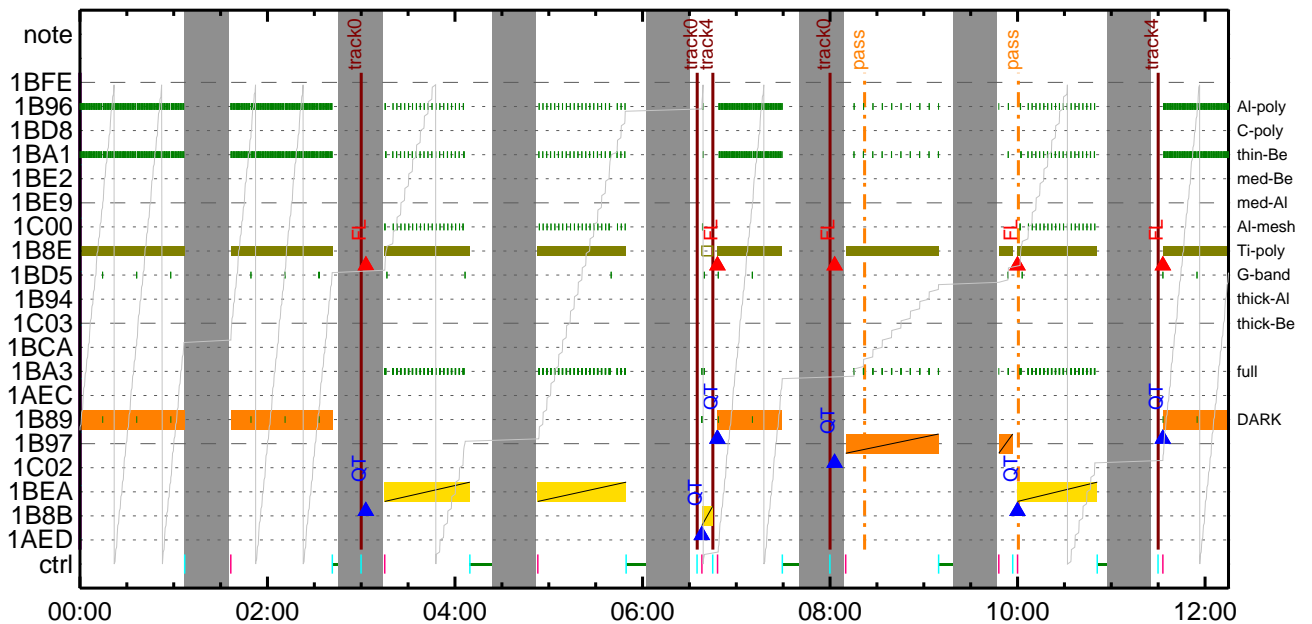 note
track0
track0
track4
track0
pass
pass
track4
1BFE
1B96 Al-poly
1BD8 C-poly
1BA1 thin-Be
1BE2 med-Be
1BE9 med-Al
1C00 Al-mesh
FL
FL
FL
FL
FL
1B8E Ti-poly
1BD5 G-band
1B94 thick-Al
1C03 thick-Be
1BCA
1BA3 full
1AEC
QT
QT
1B89 DARK
QT
1B97
1C02
QT
QT
1BEA
QT
1B8B
1AED
ctrl
00:00 02:00 04:00 06:00 08:00 10:00 12:00